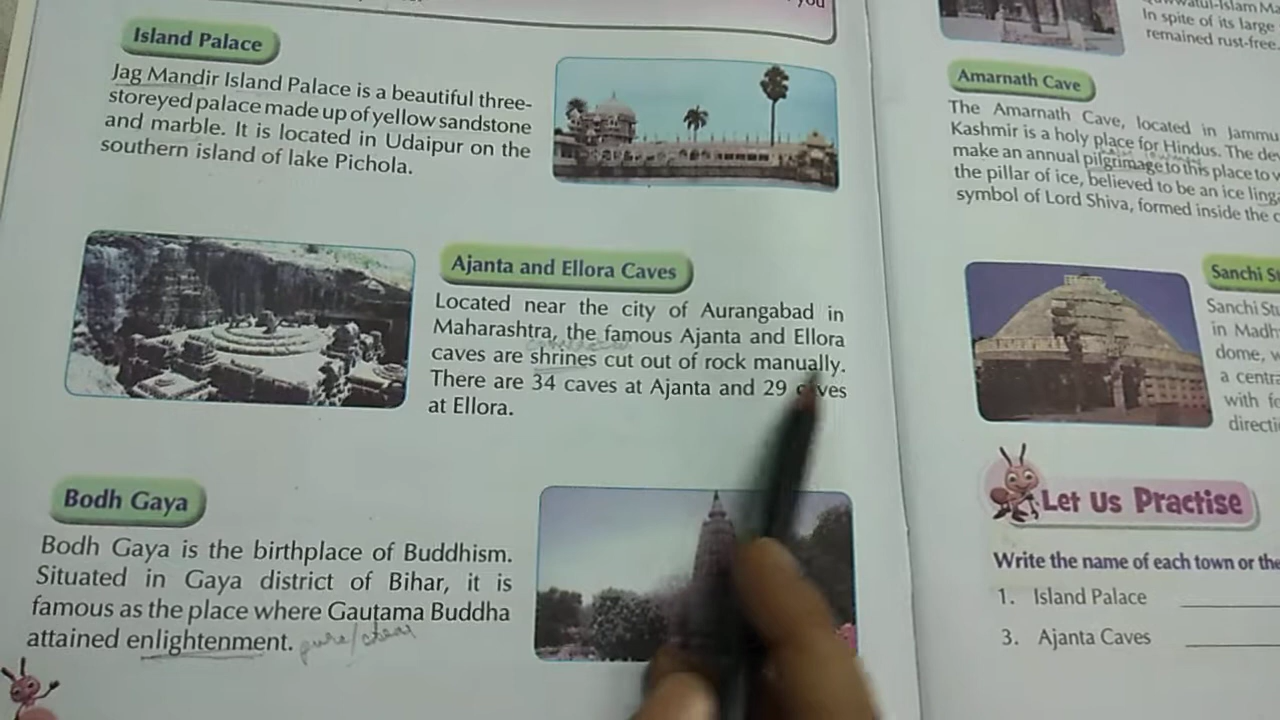 you
Island Palace
Jag Mandir Island Palace is a beautiful three-
storeyed palace made up of yellow sandstone
and marble. It is located in Udaipur on the
southern island of lake Pichola.
Ajanta and Ellora Caves
Located near the city of Aurangabad in
Maharashtra, the famous Ajanta and Ellora
caves are shrines cut out of rock manually.
There are 34 caves at Ajanta and 29 caves
at Ellora.
Bodh Gaya
Bodh Gaya is the birthplace of Buddhism.
Situated in Gaya district of Bihar, it is
famous as the place where Gautama Buddha
attained enlightenment. pure/clear
In spite of its large
remained rust-free.
Amarnath Cave
The Amarnath Cave, located in Jammu
Kashmir is a holy place for Hindus. The
make an annual pilgrimage to this place to
the pillar of ice, believed to be an ice
symbol of Lord Shiva, formed inside the
Sanchi
Sanchi
in
dome,
a
with
Let Us Practise
Write the name of each town or the
1. Island Palace
3. Ajanta Caves